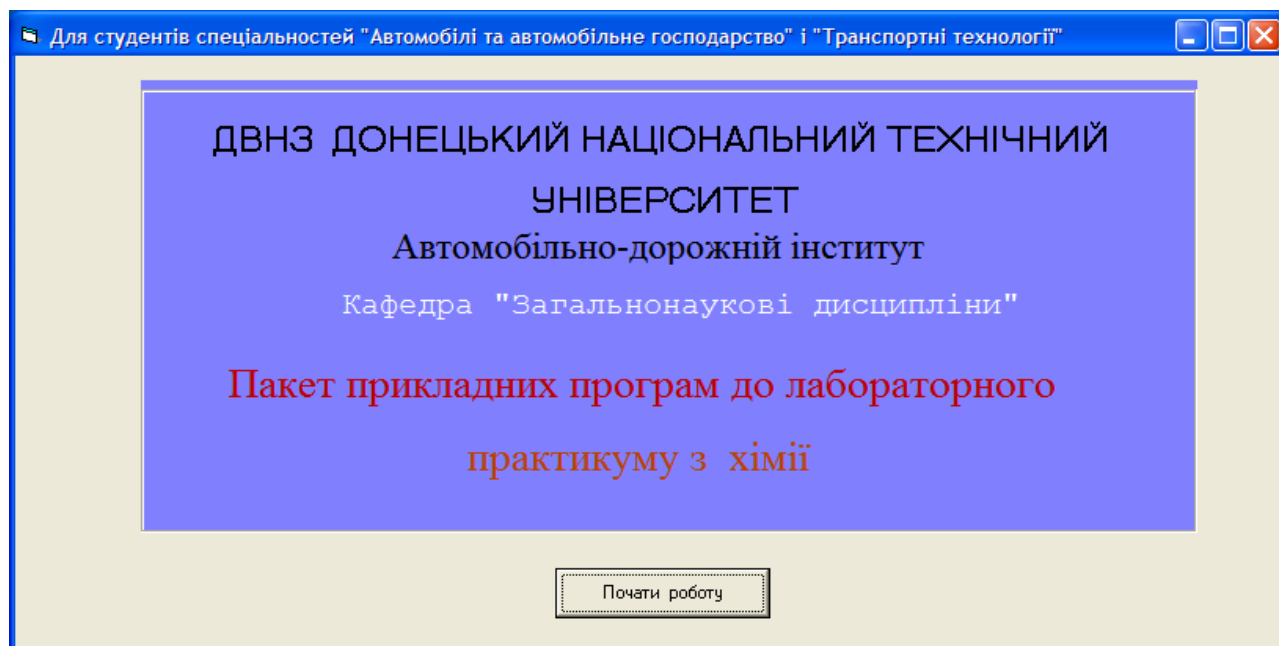 Для студентів спеціальностей "Автомобілі та автомобільне господарство" і "Транспортні технології"
ДВНЗ ДОНЕЦЬКИЙ НАЦІОНАЛЬНИЙ ТЕХНІЧНИЙ
УНІВЕРСИТЕТ
Автомобільно-дорожній інститут
Кафедра "Загальнонаукові дисципліни"
Пакет прикладних програм до лабораторного
практикуму з хімії
Почати роботу